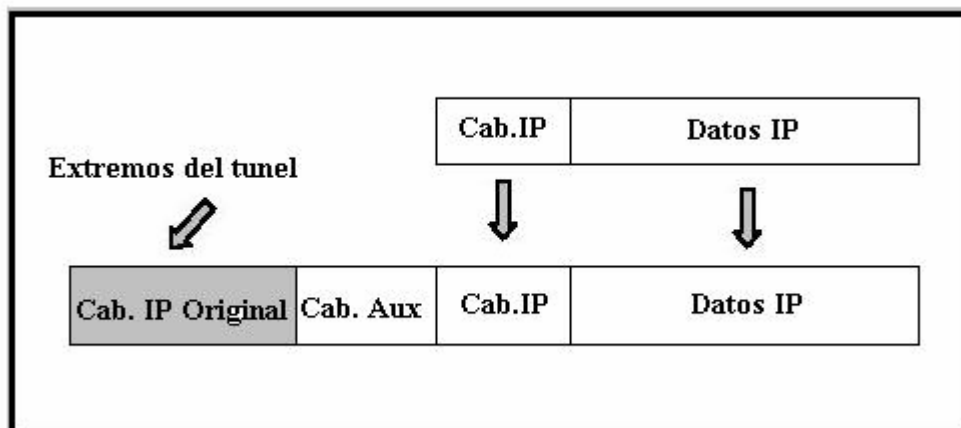 Cab.IP
Datos IP
Extremos del tunel
Cab. IP Original
Cab. Aux
Cab.IP
Datos IP